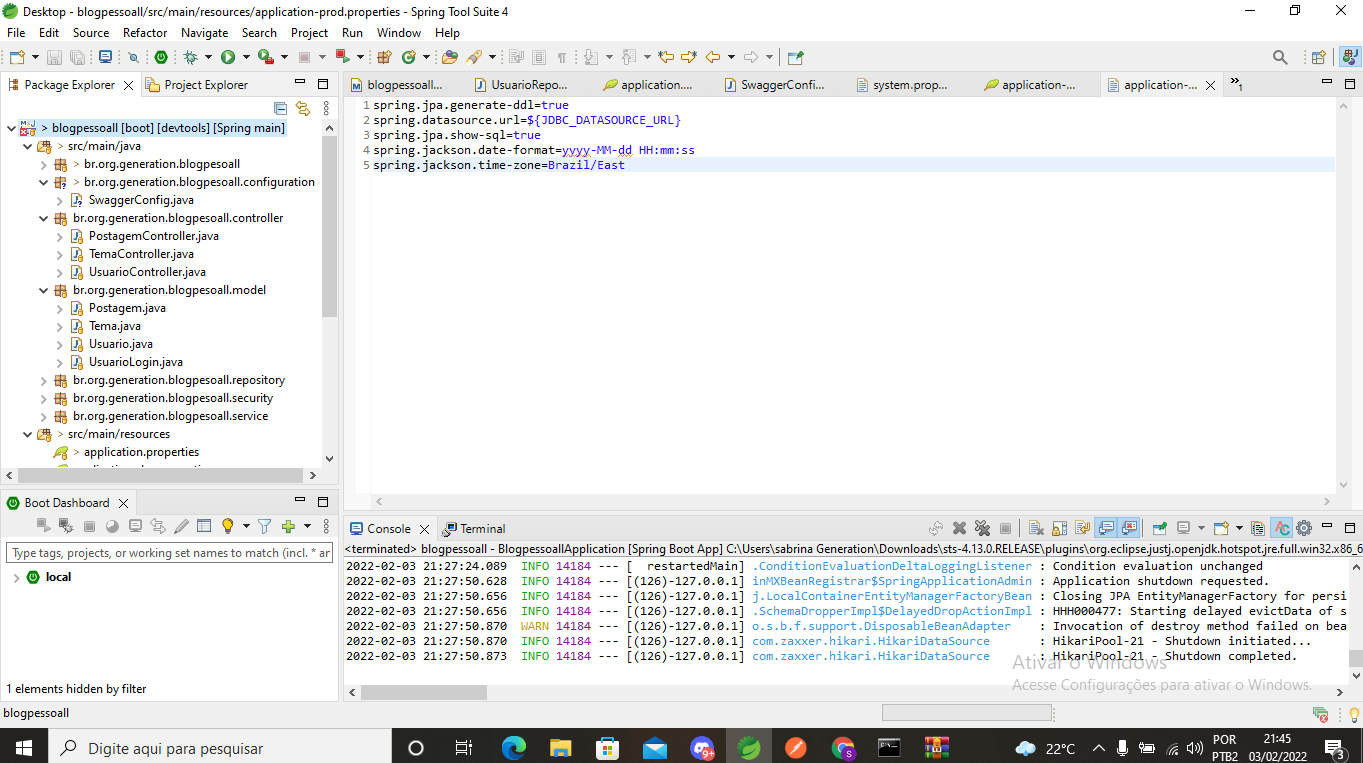 Desktop - blogpessoall/src/main/resources/application-prod.properties - Spring Tool Suite 4
File Edit Source Refactor Navigate Search Project Run Window Help
Package Explorer Project Explorer
blogpessoall... UsuarioRepo... application.... SwaggerConfi... system.prop... application-... application-... 1
> blogpessoall [boot] [devtools] [Spring main]
> src/main/java
> br.org.generation.blogpesoall
> br.org.generation.blogpesoall.configuration
SwaggerConfig.java
br.org.generation.blogpesoall.controller
PostagemController.java
TemaController.java
UsuarioController.java
br.org.generation.blogpesoall.model
Postagem.java
Tema.java
Usuario.java
UsuarioLogin.java
br.org.generation.blogpesoall.repository
br.org.generation.blogpesoall.security
br.org.generation.blogpesoall.service
> src/main/resources
> application.properties
1 spring.jpa.generate-ddl=true
2 spring.datasource.url=${JDBC_DATASOURCE_URL}
3 spring.jpa.show-sql=true
4 spring.jackson.date-format=yyyy-MM-dd HH:mm:ss
5 spring.jackson.time-zone=Brazil/East
Boot Dashboard
Type tags, projects, or working set names to match (incl. * ar
local
1 elements hidden by filter
Console Terminal
<terminated> blogpessoall - BlogpessoallApplication [Spring Boot App] C:\Users\sabrina Generation\Downloads\sts-4.13.0.RELEASE\plugins\org.eclipse.justj.openjdk.hotspot.jre.full.win32.x86_6
2022-02-03 21:27:24.089 INFO 14184 --- [ restartedMain] .ConditionEvaluationDeltaLoggingListener : Condition evaluation unchanged
2022-02-03 21:27:50.628 INFO 14184 --- [(126)-127.0.0.1] inMXBeanRegistrar$SpringApplicationAdmin : Application shutdown requested.
2022-02-03 21:27:50.656 INFO 14184 --- [(126)-127.0.0.1] j.LocalContainerEntityManagerFactoryBean : Closing JPA EntityManagerFactory for persi
2022-02-03 21:27:50.656 INFO 14184 --- [(126)-127.0.0.1] .SchemaDropperImpl$DelayedDropActionImpl : HHH000477: Starting delayed evictData of s
2022-02-03 21:27:50.870 WARN 14184 --- [(126)-127.0.0.1] o.s.b.f.support.DisposableBeanAdapter : Invocation of destroy method failed on bea
2022-02-03 21:27:50.870 INFO 14184 --- [(126)-127.0.0.1] com.zaxxer.hikari.HikariDataSource : HikariPool-21 - Shutdown initiated...
2022-02-03 21:27:50.873 INFO 14184 --- [(126)-127.0.0.1] com.zaxxer.hikari.HikariDataSource : HikariPool-21 - Shutdown completed.
Ativar o Windows
Acesse Configurações para ativar o Windows.
blogpessoall
Digite aqui para pesquisar
9+
S
22°C
POR
PTB2
21:45
03/02/2022
3